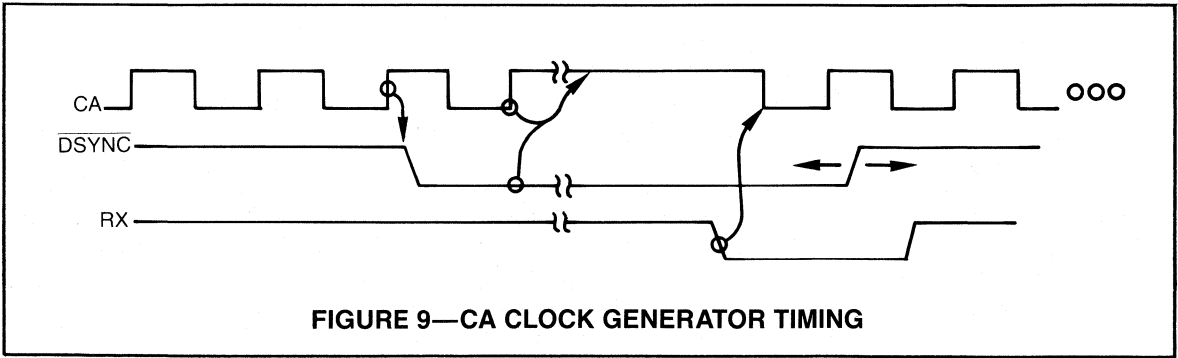 CA
DSYNC
RX
FIGURE 9—CA CLOCK GENERATOR TIMING